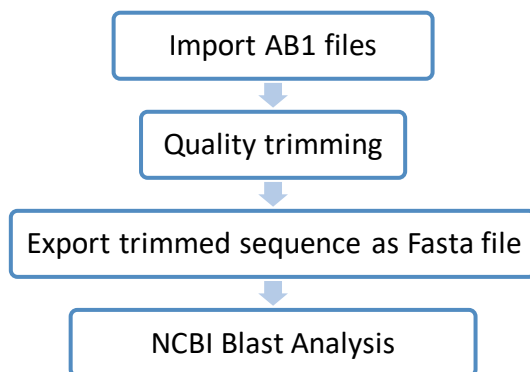 Import AB1 files
Quality trimming
Export trimmed sequence as Fasta file
NCBI Blast Analysis